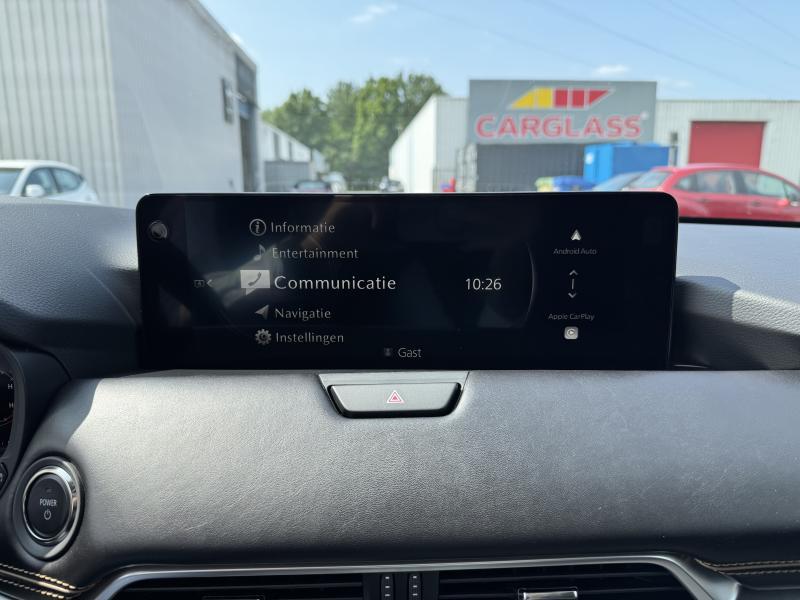 CARGLASS
Informatie
Entertainment
Communicatie
10:26
Navigatie
Instellingen
Gast
Android Auto
Apple CarPlay
POWER
H
H